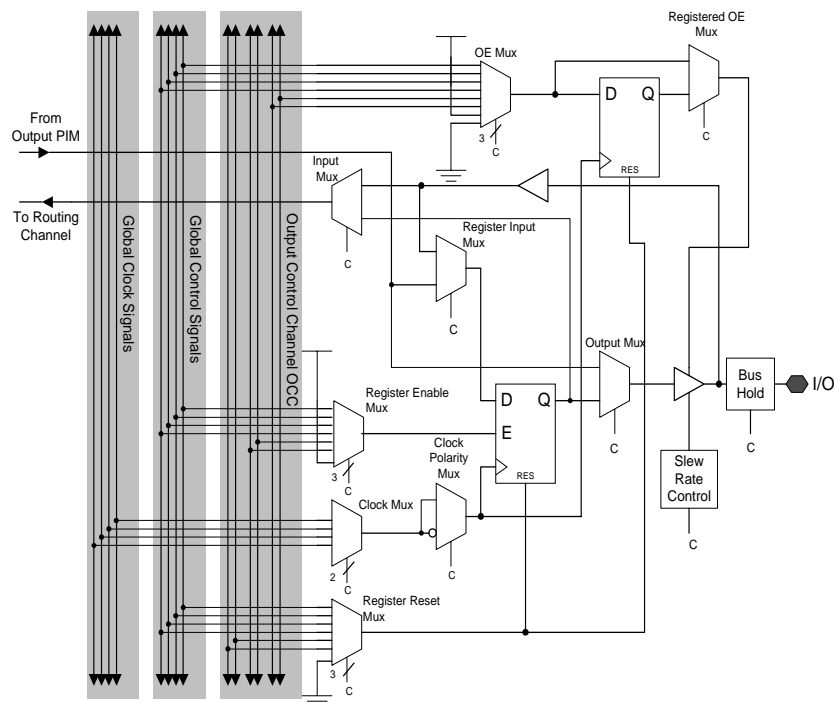 Registered OE
Mux
OE Mux
D Q
RES
3
C
C
From
Output PIM
Input
Mux
To Routing
Channel
C
Register Input
Mux
C
Global Clock Signals
Global Control Signals
Output Control Channel OCC
Output Mux
C
Bus
Hold
I/O
C
Slew
Rate
Control
C
Register Enable
Mux
3
C
D Q
E
RES
Clock
Polarity
Mux
C
Clock Mux
2
C
Register Reset
Mux
3
C